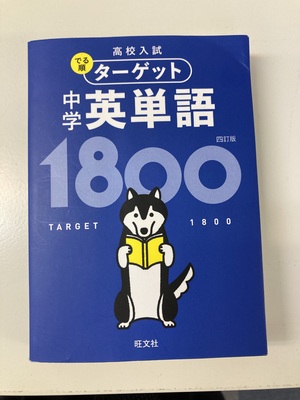 高校入試
でる順
ターゲット
中学
英単語
四訂版
1800
TARGET 1800
旺文社